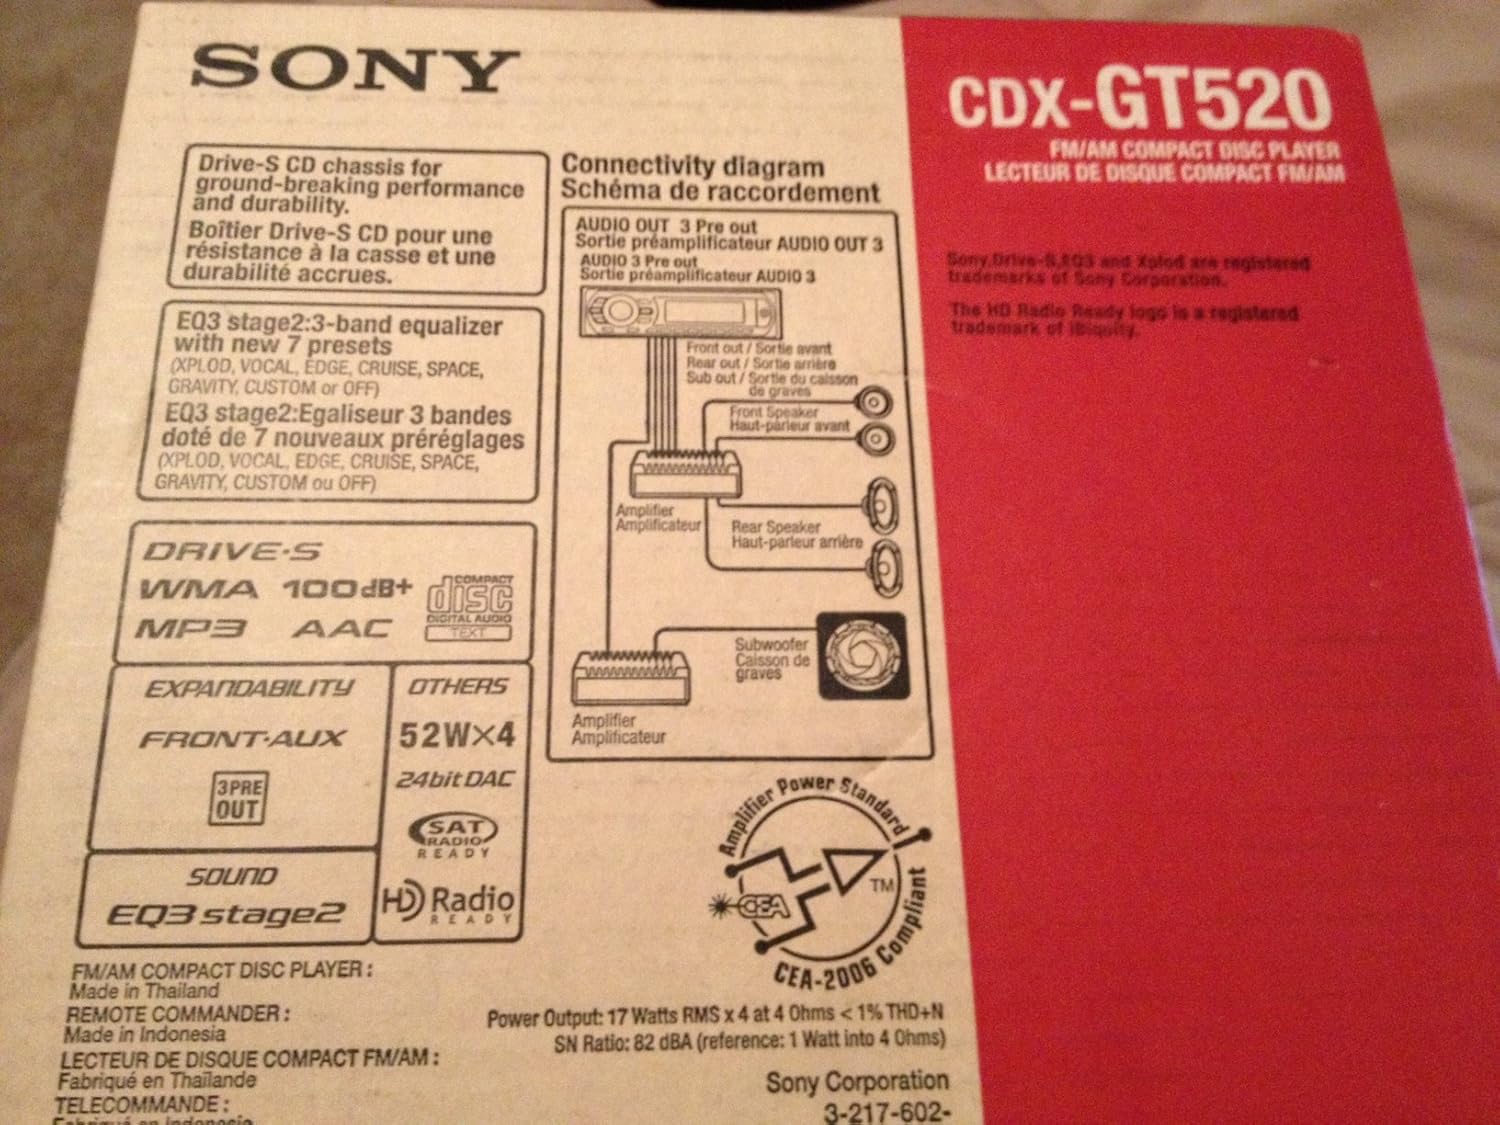 SONY
Drive-S CD chassis for
ground-breaking performance
and durability.
Boîtier Drive-S CD pour une
résistance à la casse et une
durabilité accrues.
EQ3 stage2:3-band equalizer
with new 7 presets
(XPLOD, VOCAL, EDGE, CRUISE, SPACE,
GRAVITY, CUSTOM or OFF)
EQ3 stage2:Egaliseur 3 bandes
doté de 7 nouveaux préréglages
(XPLOD, VOCAL, EDGE, CRUISE, SPACE,
GRAVITY, CUSTOM ou OFF)
DRIVE-S
WMA 100dB+
MP3 AAC
COMPACT
disc
DIGITAL AUDIO
TEXT
EXPANDABILITY
FRONT-AUX
3PRE
OUT
SOUND
EQ3 stage2
OTHERS
52W×4
24bit DAC
SAT
RADIO
READY
HD Radio
READY
FM/AM COMPACT DISC PLAYER :
Made in Thailand
REMOTE COMMANDER :
Made in Indonesia
LECTEUR DE DISQUE COMPACT FM/AM :
Fabriqué en Thaïlande
TELECOMMANDE :
Fabriqué en Indonesie
Connectivity diagram
Schéma de raccordement
AUDIO OUT 3 Pre out
Sortie préamplificateur AUDIO OUT 3
AUDIO 3 Pre out
Sortie préamplificateur AUDIO 3
Front out / Sortie avant
Rear out / Sortie arrière
Sub out / Sortie du caisson
de graves
Front Speaker
Haut-parleur avant
Amplifier
Amplificateur
Rear Speaker
Haut-parleur arrière
Subwoofer
Caisson de
graves
Amplifier
Amplificateur
Amplifier Power Standard
CEA
TM
CEA-2006 Compliant
Power Output: 17 Watts RMS x 4 at 4 Ohms < 1% THD+N
SN Ratio: 82 dBA (reference: 1 Watt into 4 Ohms)
Sony Corporation
3-217-602-
CDX-GT520
FM/AM COMPACT DISC PLAYER
LECTEUR DE DISQUE COMPACT FM/AM
Sony,Drive-S,EQ3 and Xplod are registered
trademarks of Sony Corporation.
The HD Radio Ready logo is a registered
trademark of iBiquity.